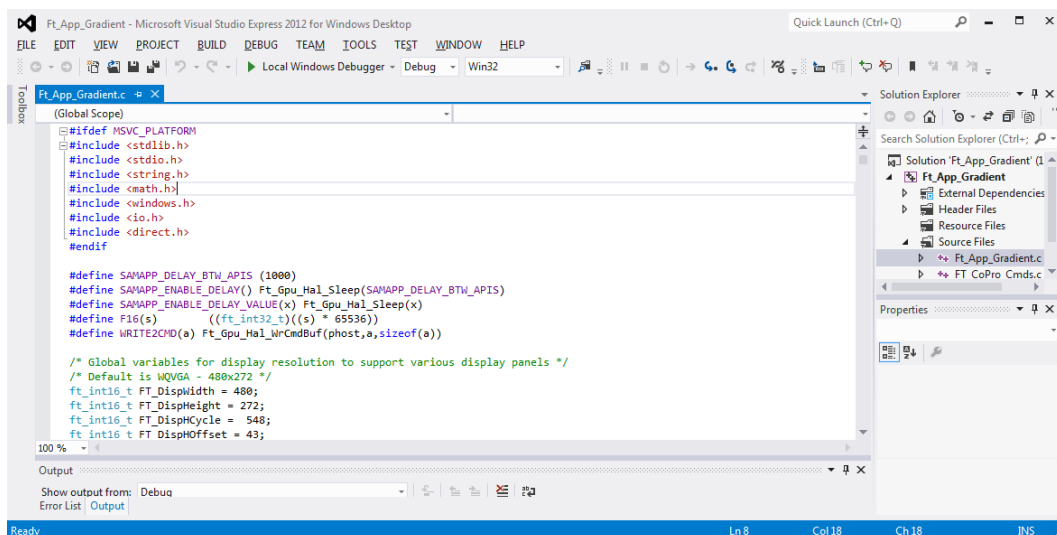 Ft_App_Gradient - Microsoft Visual Studio Express 2012 for Windows Desktop
Quick Launch (Ctrl+Q)
FILE EDIT VIEW PROJECT BUILD DEBUG TEAM TOOLS TEST WINDOW HELP
Local Windows Debugger Debug Win32
Toolbox
Ft_App_Gradient.c
(Global Scope)
#ifdef MSVC_PLATFORM
#include <stdlib.h>
#include <stdio.h>
#include <string.h>
#include <math.h>
#include <windows.h>
#include <io.h>
#include <direct.h>
#endif
#define SAMAPP_DELAY_BTW_APIS (1000)
#define SAMAPP_ENABLE_DELAY() Ft_Gpu_Hal_Sleep(SAMAPP_DELAY_BTW_APIS)
#define SAMAPP_ENABLE_DELAY_VALUE(x) Ft_Gpu_Hal_Sleep(x)
#define F16(s)        ((ft_int32_t)((s) * 65536))
#define WRITE2CMD(a) Ft_Gpu_Hal_WrCmdBuf(phost,a,sizeof(a))
/* Global variables for display resolution to support various display panels */
/* Default is WQVGA - 480x272 */
ft_int16_t FT_DispWidth = 480;
ft_int16_t FT_DispHeight = 272;
ft_int16_t FT_DispHCycle =  548;
ft_int16_t FT_DispHOffset = 43;
100 %
Output
Show output from: Debug
Error List Output
Solution Explorer
Search Solution Explorer (Ctrl+;
Solution 'Ft_App_Gradient' (1
Ft_App_Gradient
External Dependencies
Header Files
Resource Files
Source Files
Ft_App_Gradient.c
FT_CoPro_Cmds.c
Properties
Ready Ln 8 Col 18 Ch 18 INS